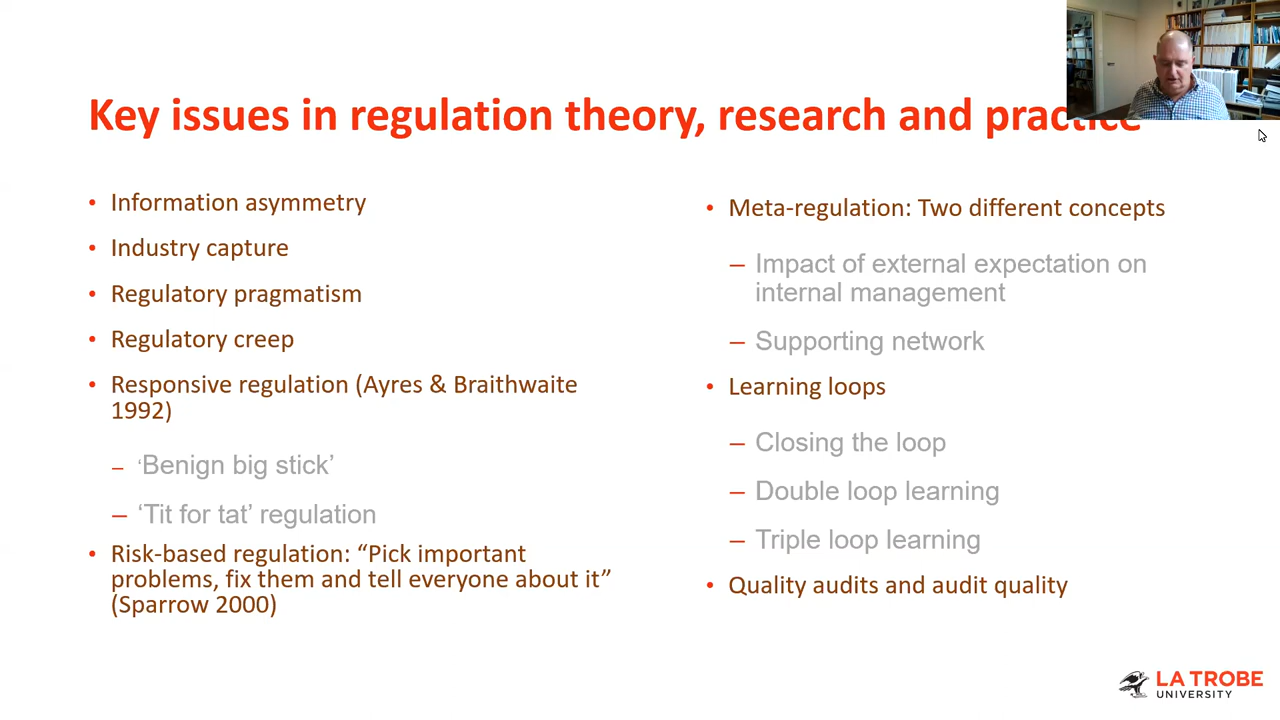 Key issues in regulation theory, research and practice
• Information asymmetry
• Industry capture
• Regulatory pragmatism
• Regulatory creep
• Responsive regulation (Ayres & Braithwaite
1992)
– ‘Benign big stick’
– ‘Tit for tat’ regulation
• Risk-based regulation: “Pick important
problems, fix them and tell everyone about it”
(Sparrow 2000)
• Meta-regulation: Two different concepts
– Impact of external expectation on
internal management
– Supporting network
• Learning loops
– Closing the loop
– Double loop learning
– Triple loop learning
• Quality audits and audit quality
LA TROBE
UNIVERSITY